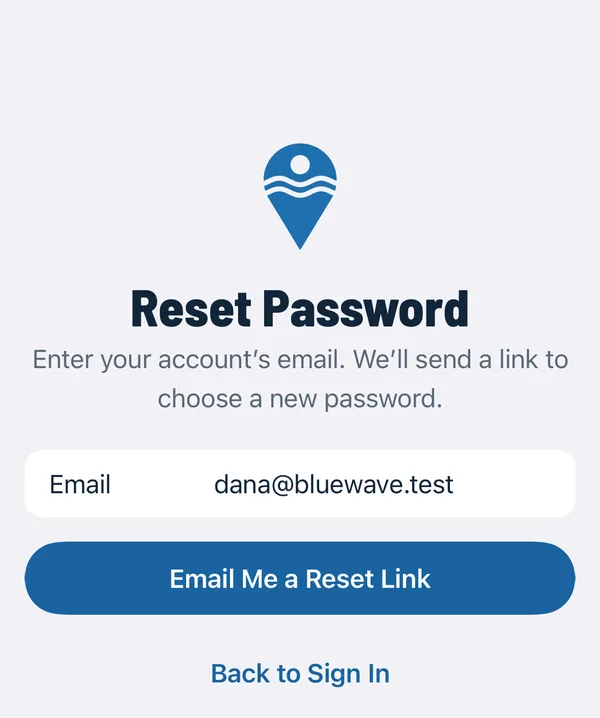 Reset Password
Enter your account’s email. We’ll send a link to
choose a new password.
Email dana@bluewave.test
Email Me a Reset Link
Back to Sign In